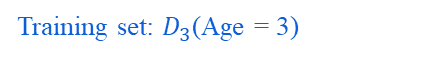 Training set: D₃(Age = 3)